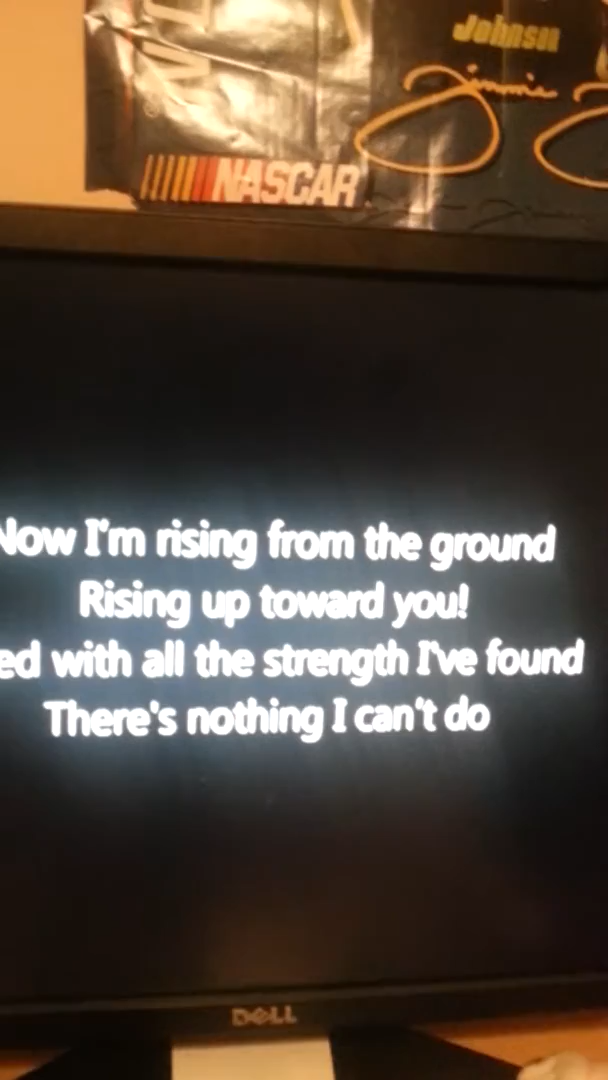 Johnson
Jimmie
NASCAR
Now I'm rising from the ground
Rising up toward you!
ed with all the strength I've found
There's nothing I can't do
DELL